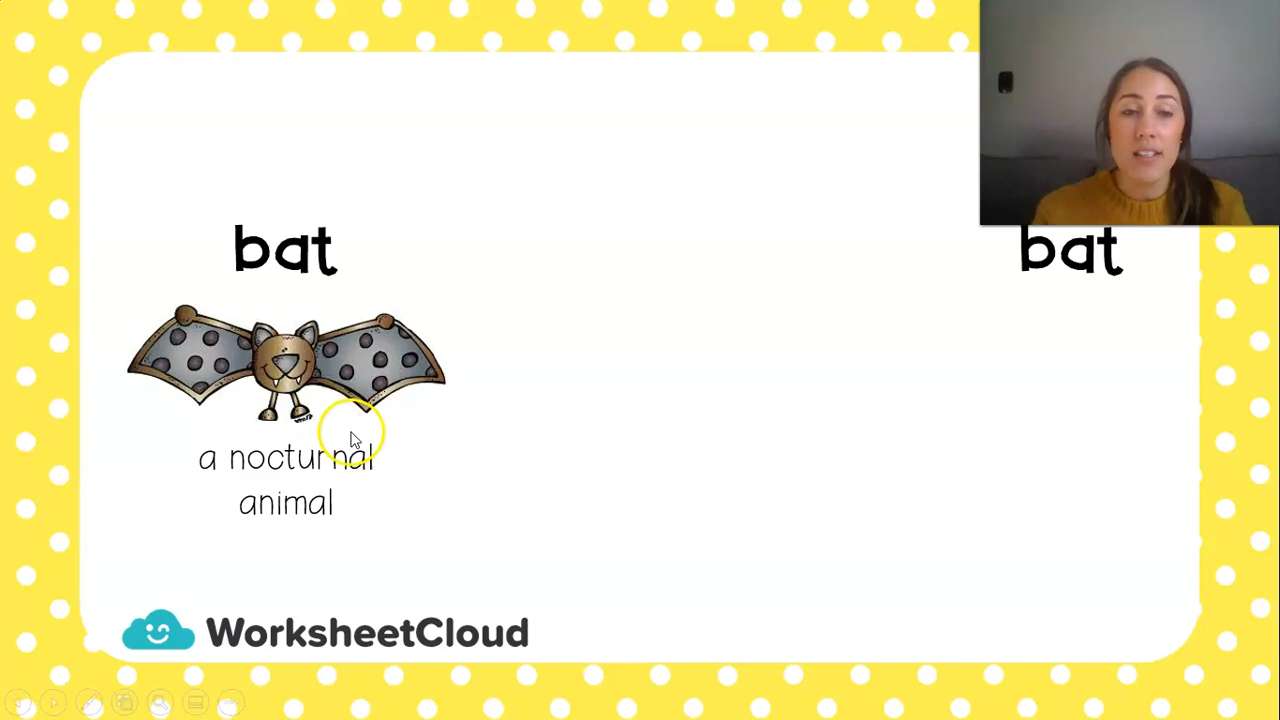 bat
bat
a nocturnal
animal
WorksheetCloud